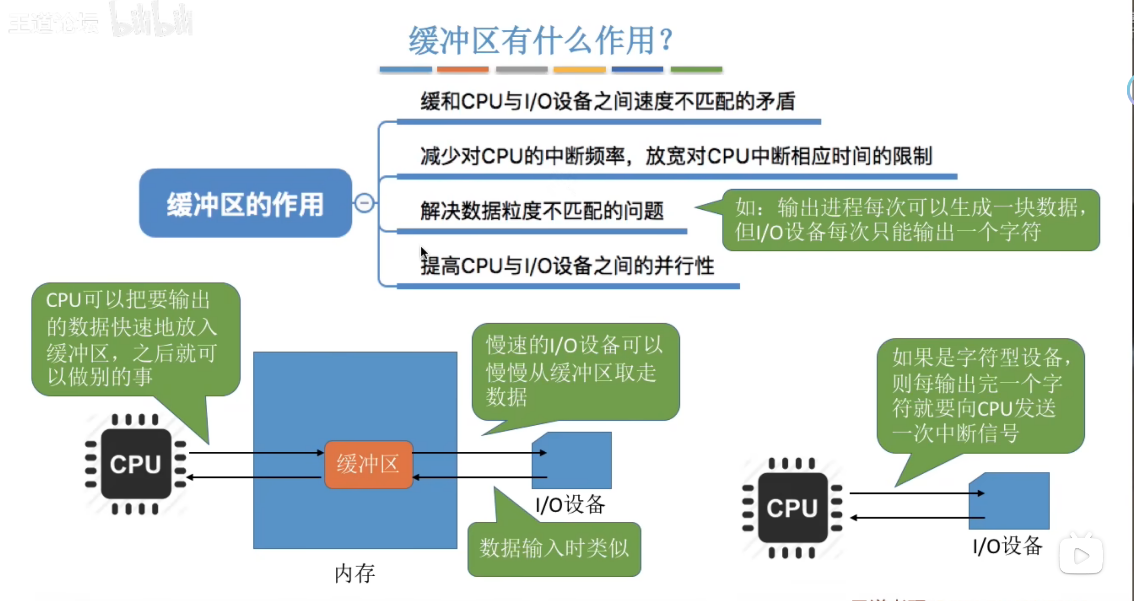 王道论坛 bilibili
缓冲区有什么作用？
缓和CPU与I/O设备之间速度不匹配的矛盾
减少对CPU的中断频率，放宽对CPU中断相应时间的限制
缓冲区的作用
解决数据粒度不匹配的问题
如：输出进程每次可以生成一块数据，
但I/O设备每次只能输出一个字符
提高CPU与I/O设备之间的并行性
CPU可以把要输出
的数据快速地放入
缓冲区，之后就可
以做别的事
慢速的I/O设备可以
慢慢从缓冲区取走
数据
如果是字符型设备，
则每输出完一个字
符就要向CPU发送
一次中断信号
CPU
缓冲区
I/O设备
数据输入时类似
内存
CPU
I/O设备